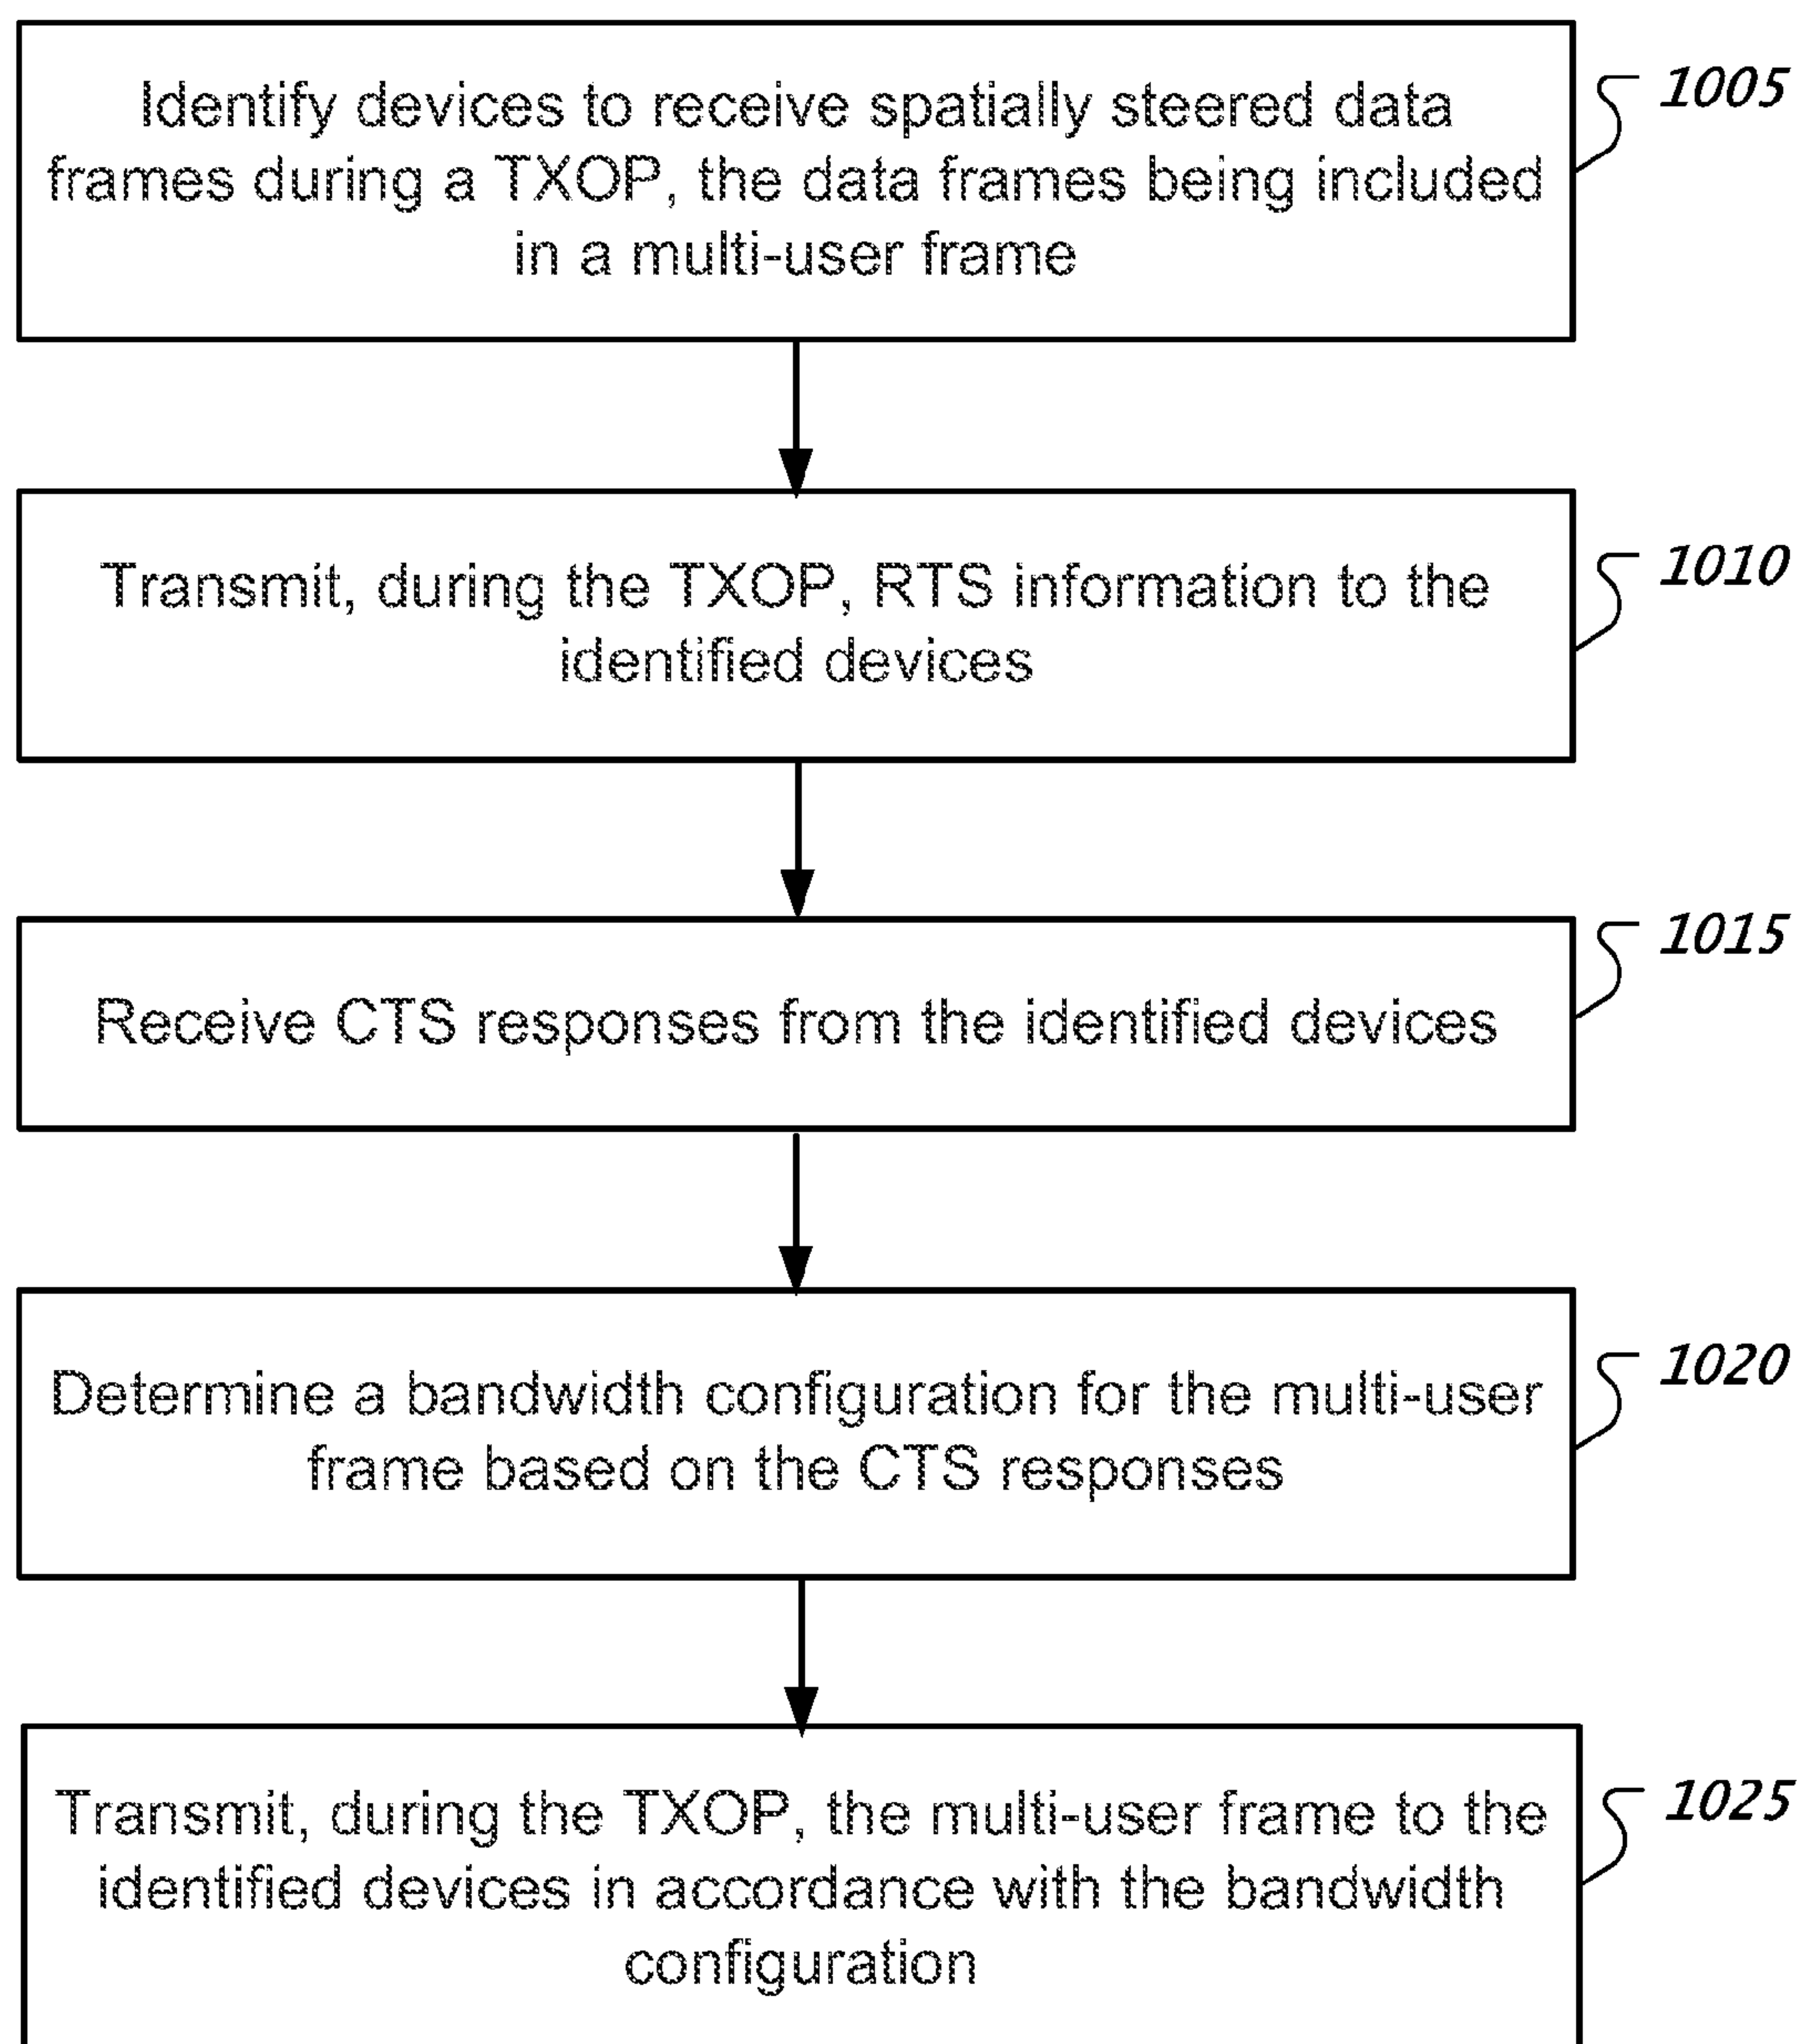 Identify devices to receive spatially steered data
frames during a TXOP, the data frames being included
in a multi-user frame
1005
Transmit, during the TXOP, RTS information to the
identified devices
1010
Receive CTS responses from the identified devices
1015
Determine a bandwidth configuration for the multi-user
frame based on the CTS responses
1020
Transmit, during the TXOP, the multi-user frame to the
identified devices in accordance with the bandwidth
configuration
1025